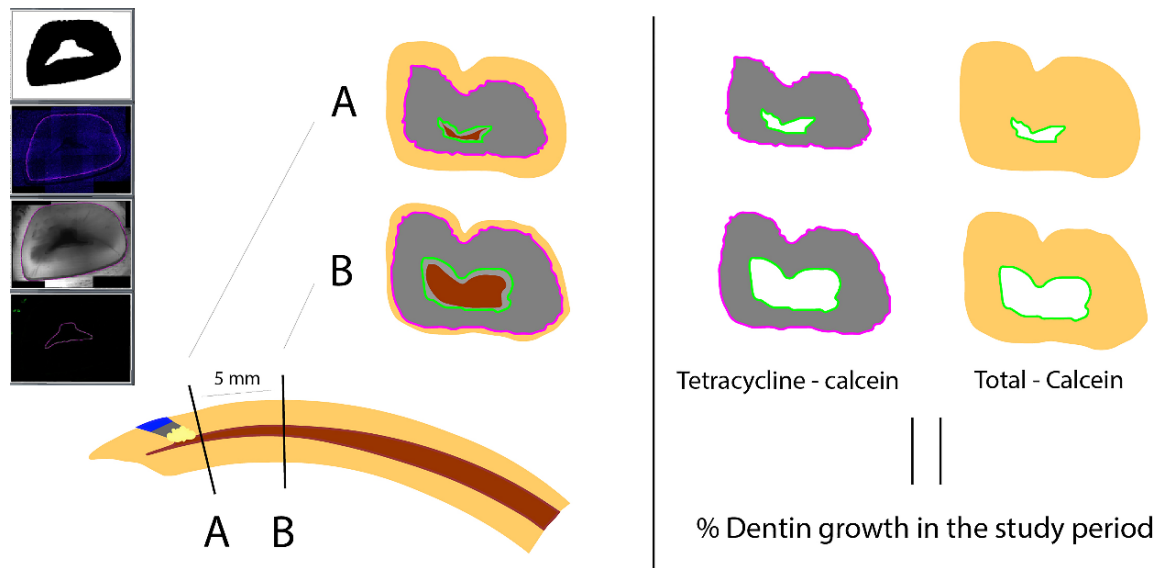 A
B
5 mm
A
B
Tetracycline - calcein
Total - Calcein
% Dentin growth in the study period